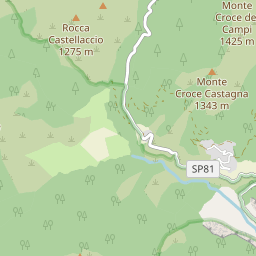 Rocca
Castellaccio
1275 m
Monte
Croce dei
Campi
1425 m
Monte
Croce Castagna
1343 m
SP81